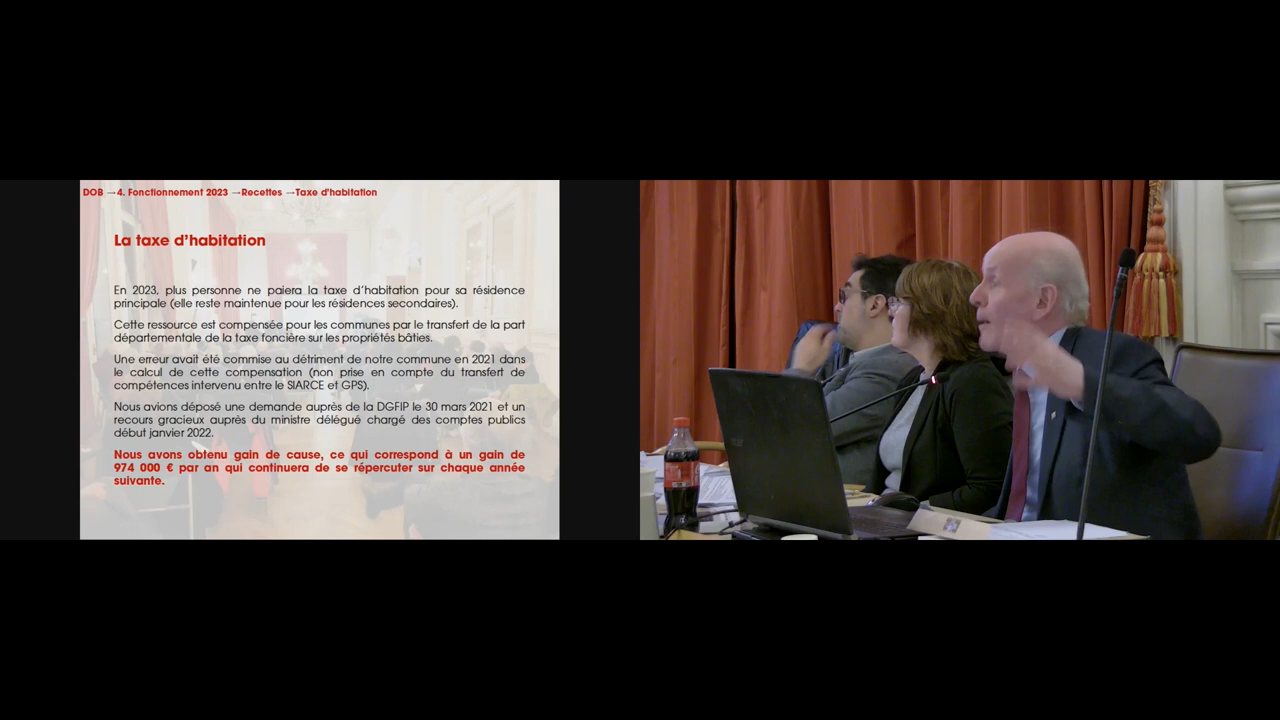 DOB →4. Fonctionnement 2023 →Recettes →Taxe d'habitation
La taxe d'habitation
En 2023, plus personne ne paiera la taxe d'habitation pour sa résidence
principale (elle reste maintenue pour les résidences secondaires).
Cette ressource est compensée pour les communes par le transfert de la part
départementale de la taxe foncière sur les propriétés bâties.
Une erreur avait été commise au détriment de notre commune en 2021 dans
le calcul de cette compensation (non prise en compte du transfert de
compétences intervenu entre le SIARCE et GPS).
Nous avions déposé une demande auprès de la DGFIP le 30 mars 2021 et un
recours gracieux auprès du ministre délégué chargé des comptes publics
début janvier 2022.
Nous avons obtenu gain de cause, ce qui correspond à un gain de
974 000 € par an qui continuera de se répercuter sur chaque année
suivante.